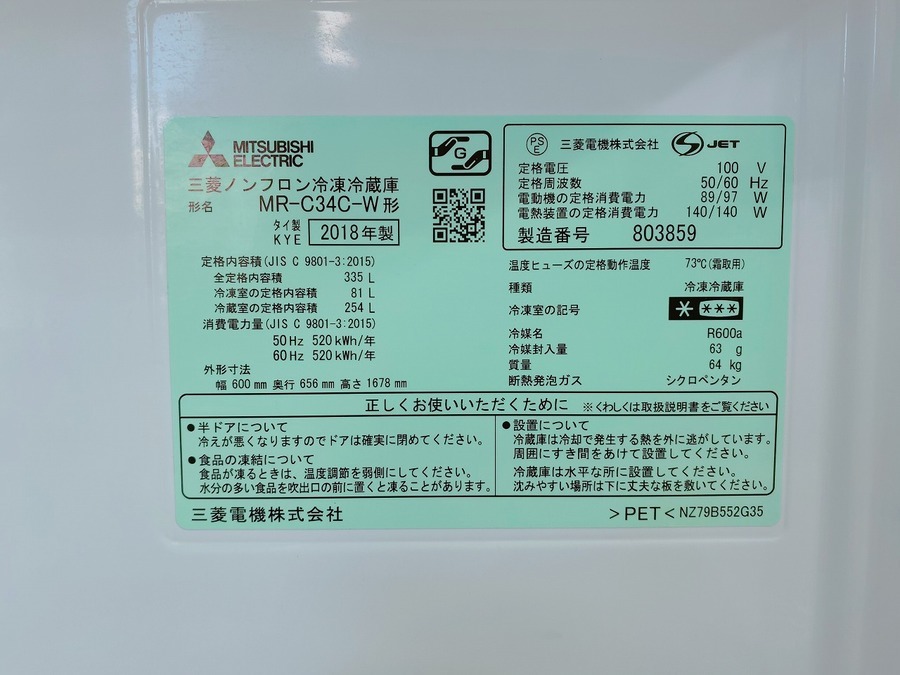 MITSUBISHI
ELECTRIC
三菱ノンフロン冷凍冷蔵庫
形名 MR-C34C-W形
タイ製
KYE 2018年製
G
定格内容積(JIS C 9801-3:2015)
全定格内容積 335 L
冷凍室の定格内容積 81 L
冷蔵室の定格内容積 254 L
消費電力量(JIS C 9801-3:2015)
50Hz 520kWh/年
60Hz 520kWh/年
外形寸法
幅 600 mm 奥行 656 mm 高さ 1678 mm
PS
E 三菱電機株式会社 JET
定格電圧 100 V
定格周波数 50/60 Hz
電動機の定格消費電力 89/97 W
電熱装置の定格消費電力 140/140 W
製造番号 803859
温度ヒューズの定格動作温度 73℃(霜取用)
種類 冷凍冷蔵庫
冷凍室の記号 * ***
冷媒名 R600a
冷媒封入量 63 g
質量 64 kg
断熱発泡ガス シクロペンタン
正しくお使いいただくために ※くわしくは取扱説明書をご覧ください
●半ドアについて
冷えが悪くなりますのでドアは確実に閉めてください。
●食品の凍結について
食品が凍るときは、温度調節を弱側にしてください。
水分の多い食品を吹出口の前に置くと凍ることがあります。
●設置について
冷蔵庫は冷却で発生する熱を外に逃がしています。
周囲にすき間をあけて設置してください。
冷蔵庫は水平な所に設置してください。
沈みやすい場所は下に丈夫な板を敷いてください。
三菱電機株式会社
>PET< NZ79B552G35